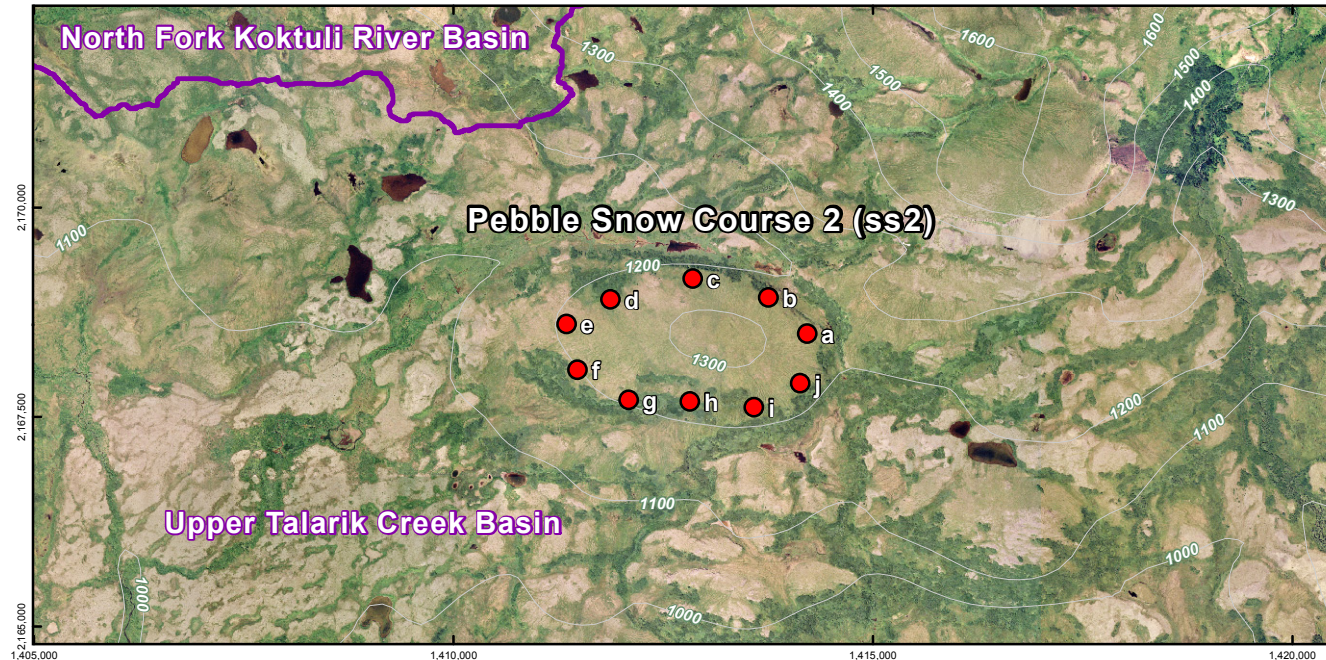 North Fork Koktuli River Basin
1300
1600
1600
1500
1500
1400
1400
1300
1100
Pebble Snow Course 2 (ss2)
1200
c
b
d
e
a
1300
f
j
g
h
i
1200
1100
1100
Upper Talarik Creek Basin
1000
1000
1000
2,170,000
2,167,500
2,165,000
1,405,000
1,410,000
1,415,000
1,420,000